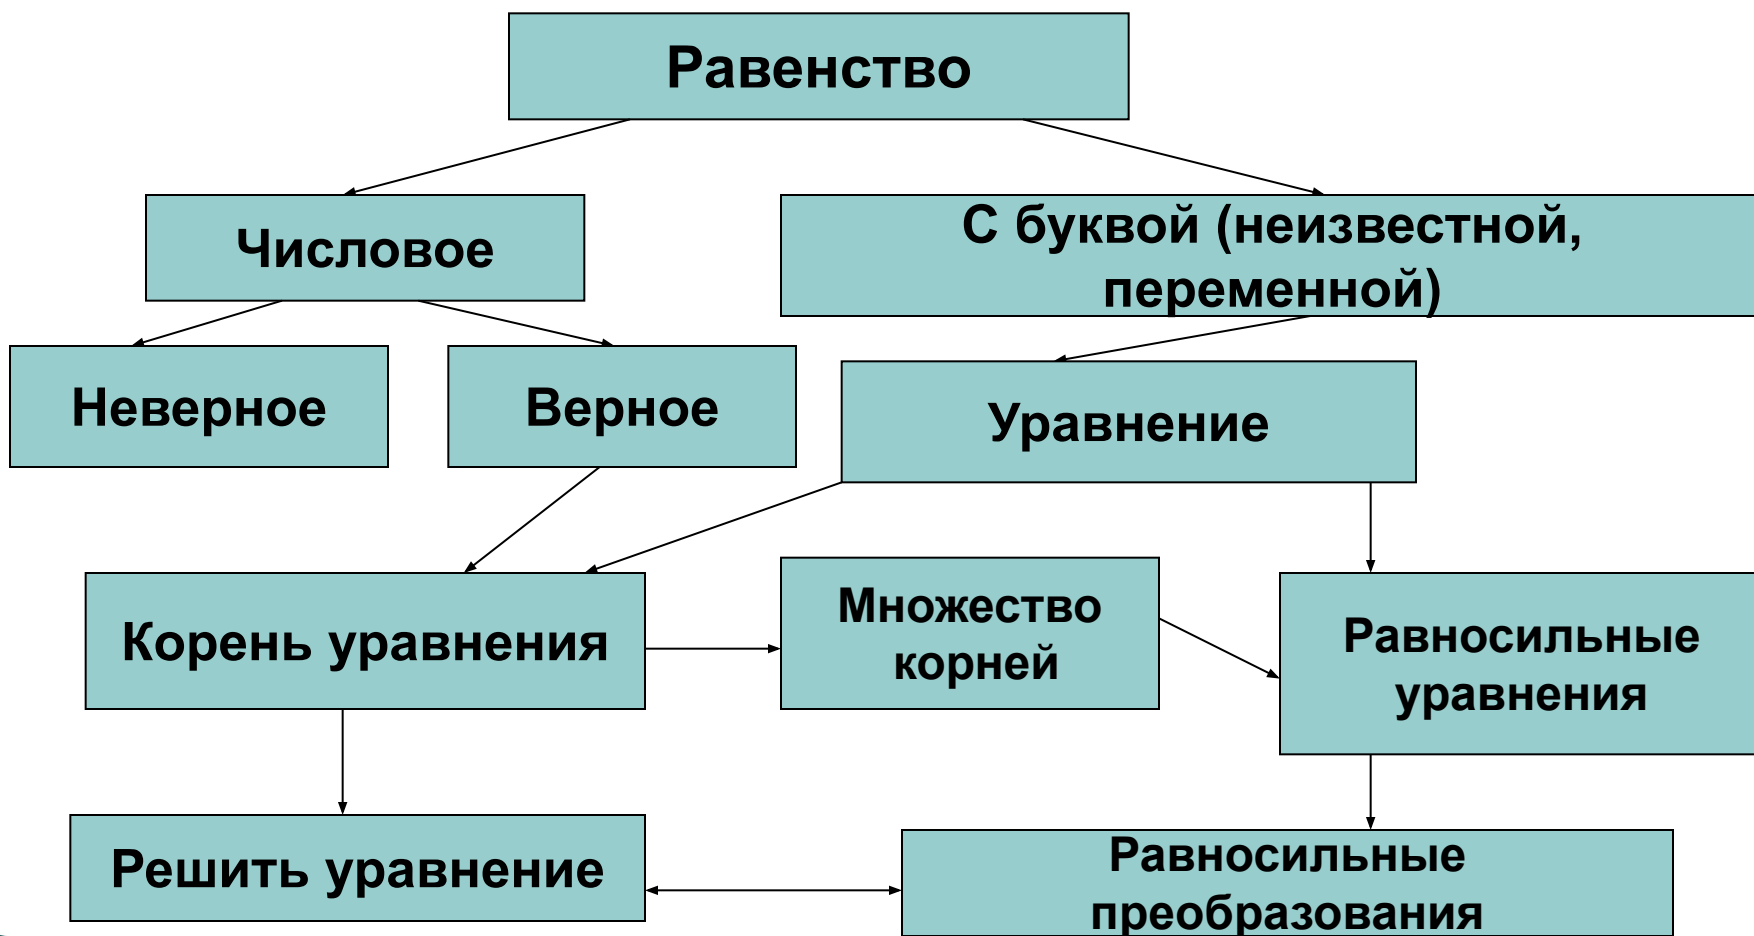 Равенство
Числовое
С буквой (неизвестной,
переменной)
Неверное
Верное
Уравнение
Корень уравнения
Множество
корней
Равносильные
уравнения
Решить уравнение
Равносильные
преобразования